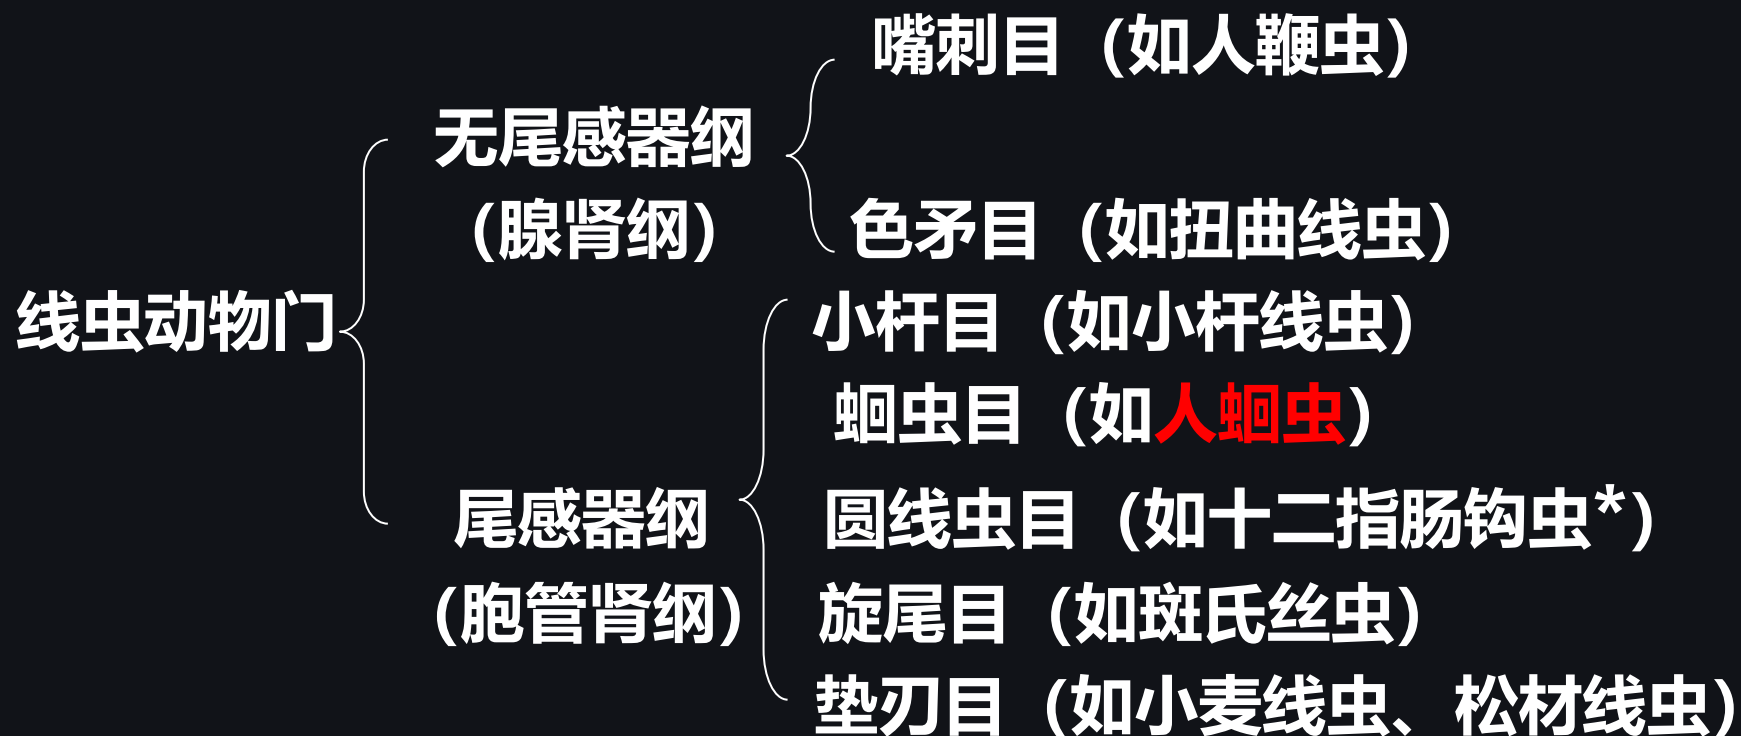 嘴刺目（如人鞭虫）
无尾感器纲
（腺肾纲）
色矛目（如扭曲线虫）
线虫动物门
小杆目（如小杆线虫）
蛔虫目（如人蛔虫）
尾感器纲
（胞管肾纲）
圆线虫目（如十二指肠钩虫*）
旋尾目（如斑氏丝虫）
垫刃目（如小麦线虫、松材线虫）